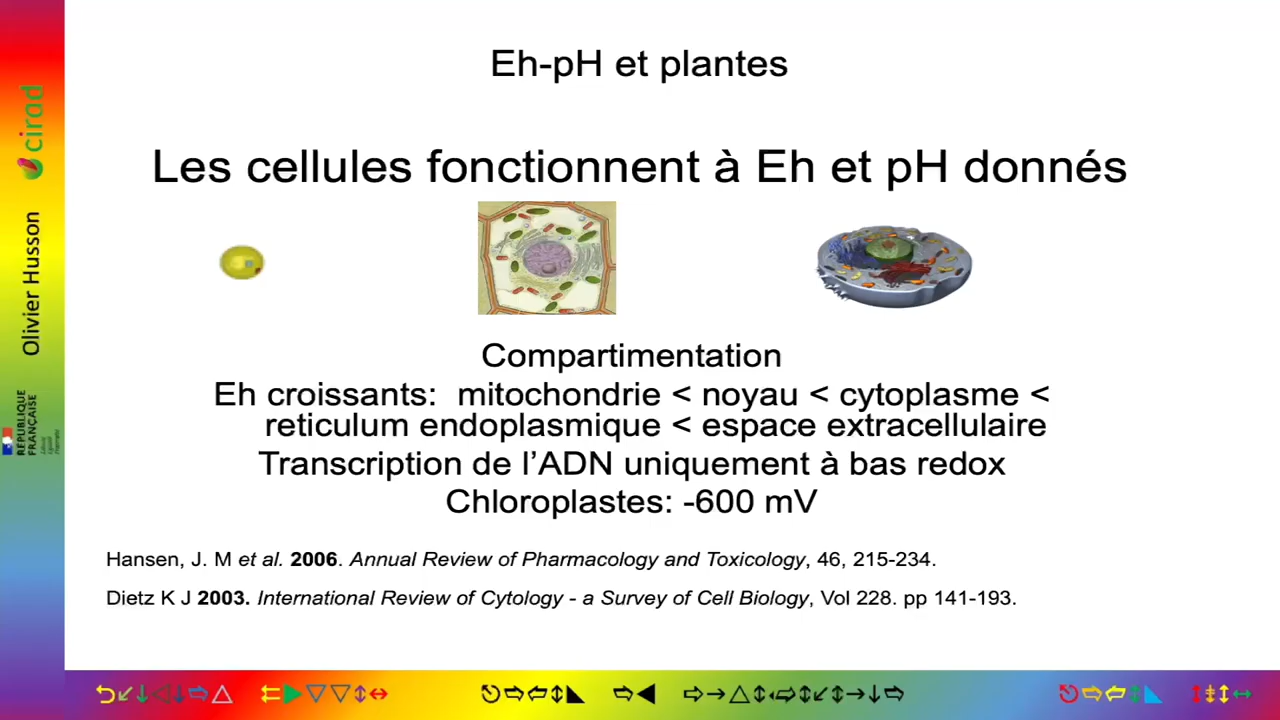 Eh-pH et plantes
Les cellules fonctionnent à Eh et pH donnés
Compartimentation
Eh croissants: mitochondrie < noyau < cytoplasme <
reticulum endoplasmique < espace extracellulaire
Transcription de l'ADN uniquement à bas redox
Chloroplastes: -600 mV
Hansen, J. M et al. 2006. Annual Review of Pharmacology and Toxicology, 46, 215-234.
Dietz K J 2003. International Review of Cytology - a Survey of Cell Biology, Vol 228. pp 141-193.
cirad
Olivier Husson
RÉPUBLIQUE
FRANÇAISE